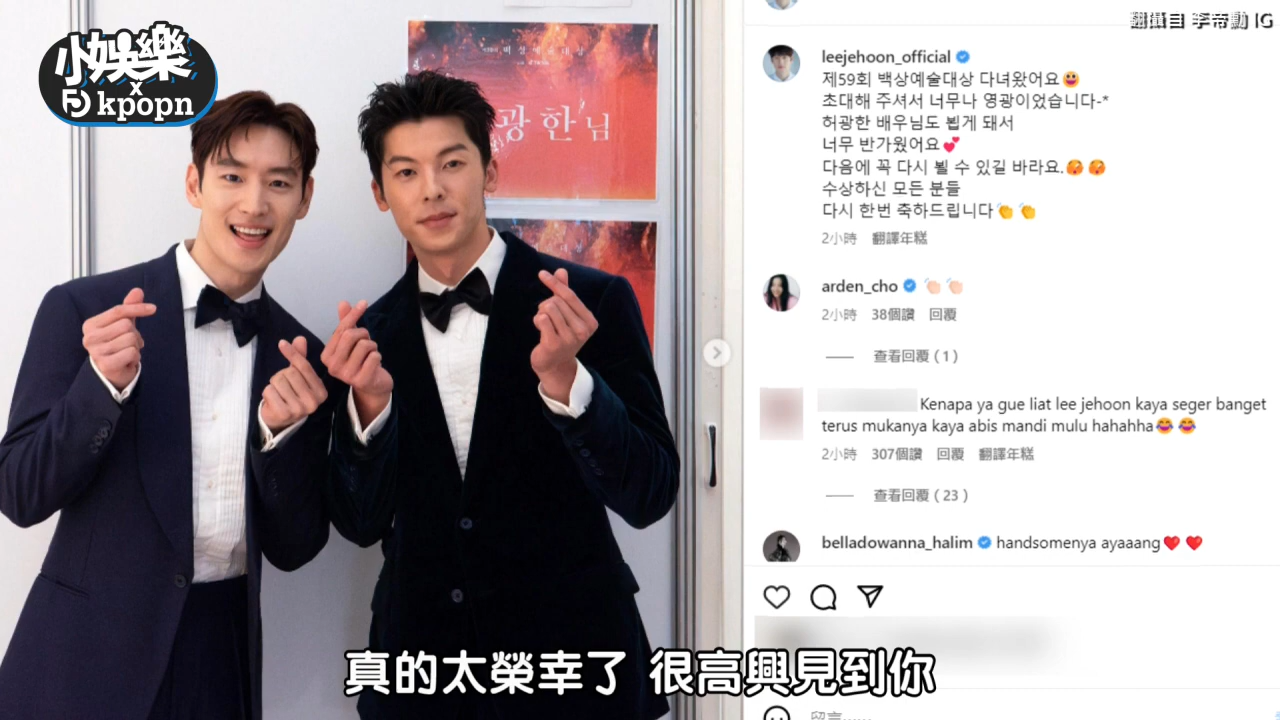 小娛樂
x
kpopn
翻攝自 李帝勳 IG
백상예술대상
광한님
leejehoon_official
제59회 백상예술대상 다녀왔어요😃
초대해 주셔서 너무나 영광이었습니다-*
허광한 배우님도 뵙게 돼서
너무 반가웠어요💕
다음에 꼭 다시 뵐 수 있길 바라요.🫣 🫣
수상하신 모든 분들
다시 한번 축하드립니다👏 👏
2小時 翻譯年糕
arden_cho 👏🏻 👏🏻
2小時 38個讚 回覆
查看回覆 ( 1 )
Kenapa ya gue liat lee jehoon kaya seger banget
terus mukanya kaya abis mandi mulu hahahha😂 😂
2小時 307個讚 回覆 翻譯年糕
查看回覆 ( 23 )
belladowanna_halim handsomenya ayaaang❤️ ❤️
真的太榮幸了 很高興見到你
留言......